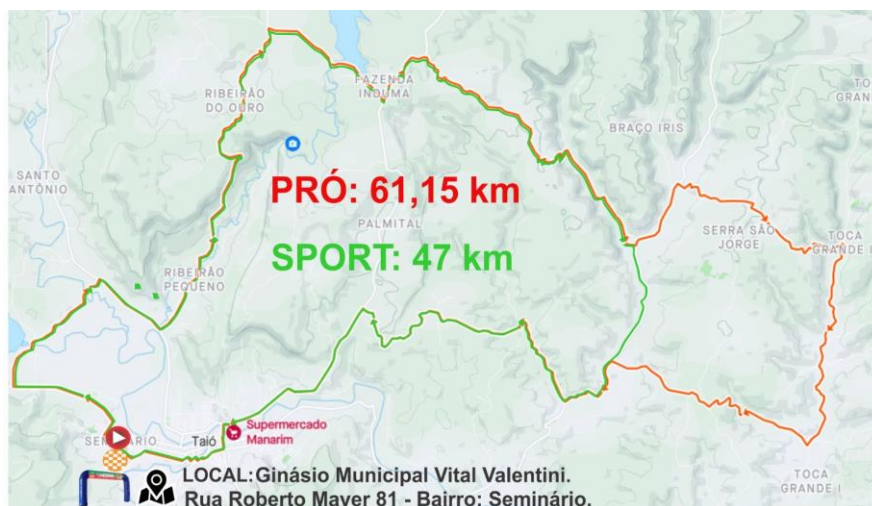 RIBEIRÃO
DO OURO
FAZENDA
INDUMA
TO
GRAND
BRAÇO IRIS
SANTO
ANTÔNIO
PRÓ: 61,15 km
PALMITAL
SERRA SÃO
JORGE
TOCA
GRANDE I
SPORT: 47 km
RIBEIRÃO
PEQUENO
Supermercado
Manarim
Taió
TOCA
GRANDE I
LOCAL:Ginásio Municipal Vital Valentini.
Rua Roberto Mayer 81 - Bairro: Seminário.